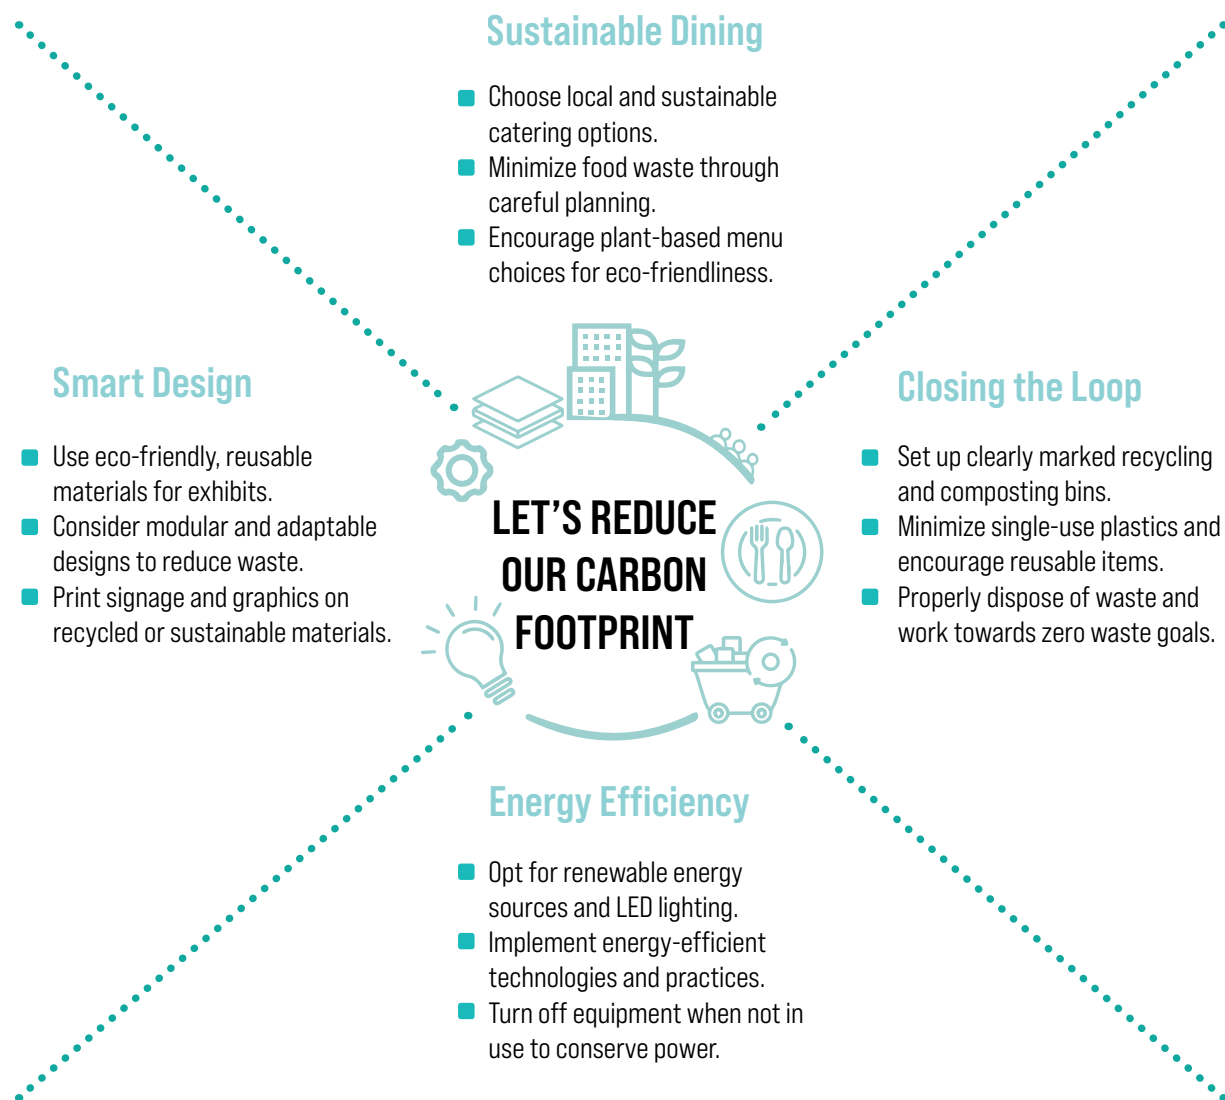 Sustainable Dining
Choose local and sustainable
catering options.
Minimize food waste through
careful planning.
Encourage plant-based menu
choices for eco-friendliness.
Smart Design
Use eco-friendly, reusable
materials for exhibits.
Consider modular and adaptable
designs to reduce waste.
Print signage and graphics on
recycled or sustainable materials.
LET’S REDUCE
OUR CARBON
FOOTPRINT
Closing the Loop
Set up clearly marked recycling
and composting bins.
Minimize single-use plastics and
encourage reusable items.
Properly dispose of waste and
work towards zero waste goals.
Energy Efficiency
Opt for renewable energy
sources and LED lighting.
Implement energy-efficient
technologies and practices.
Turn off equipment when not in
use to conserve power.